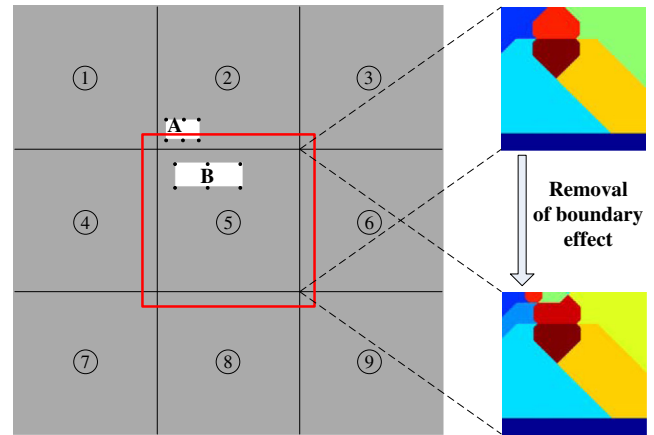 ① ② ③
A
B
④ ⑤ ⑥
⑦ ⑧ ⑨
Removal
of boundary
effect